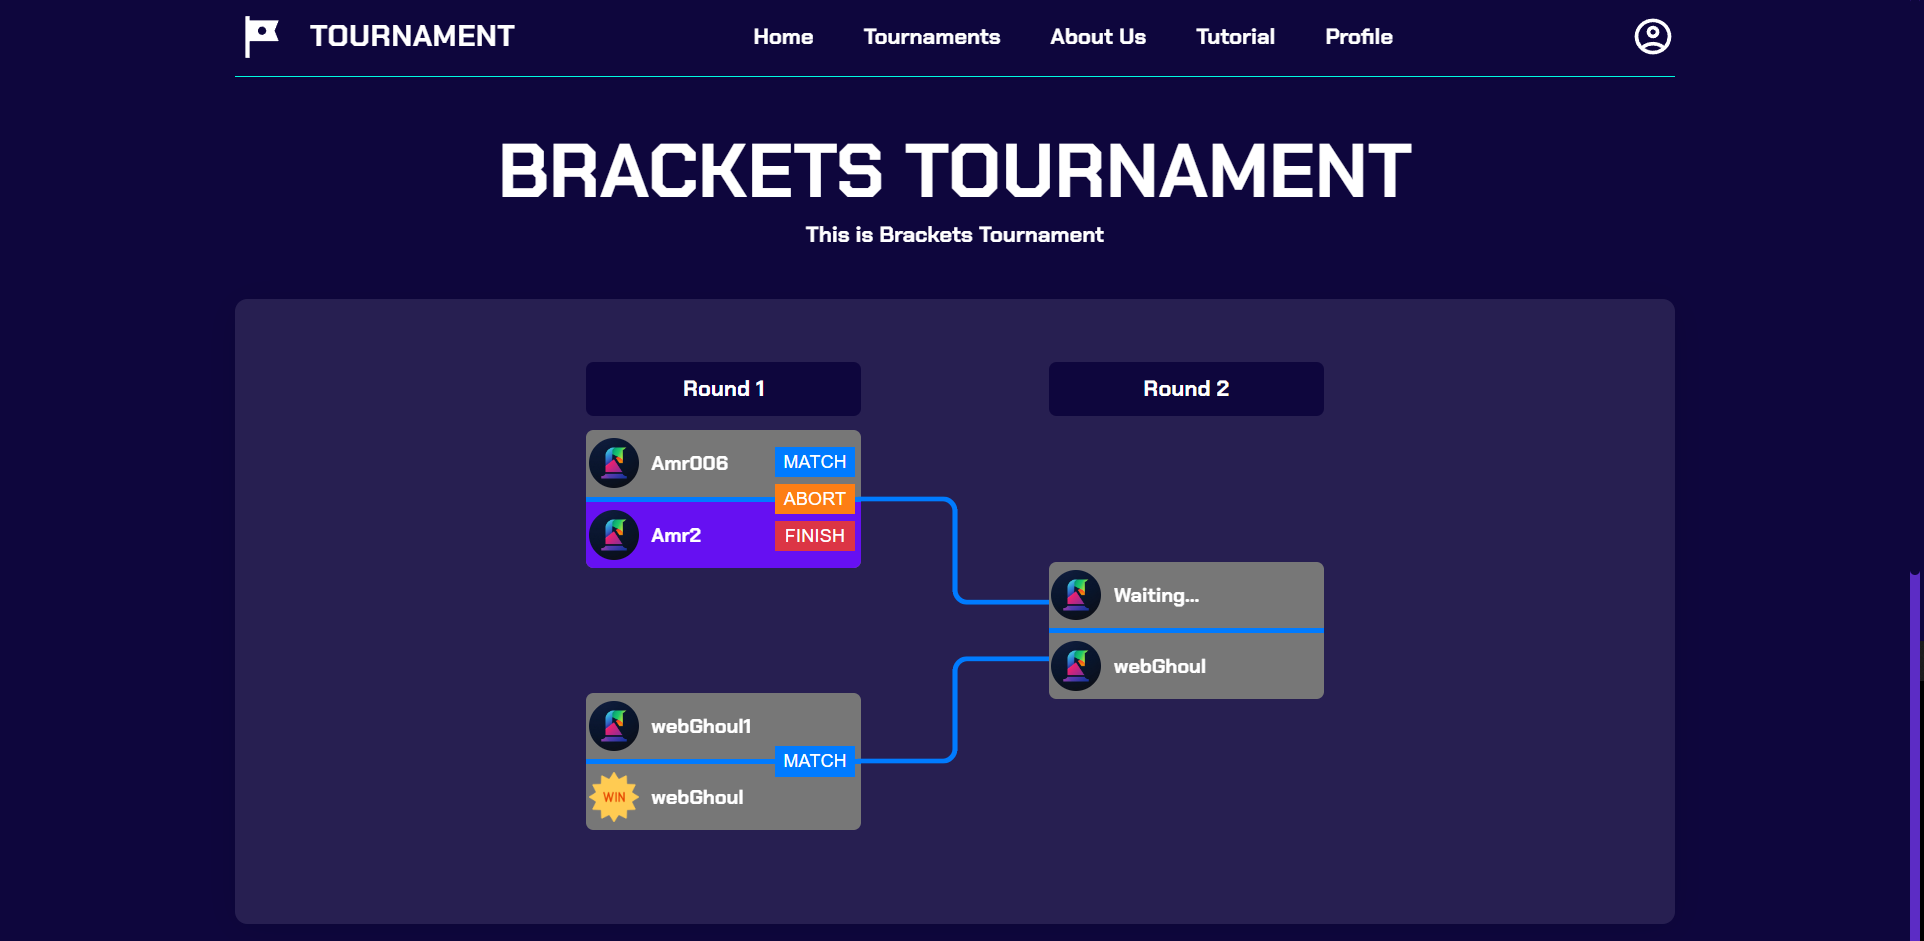 TOURNAMENT
Home Tournaments About Us Tutorial Profile
BRACKETS TOURNAMENT
This is Brackets Tournament
Round 1
Round 2
Amr006
MATCH
ABORT
Amr2
FINISH
Waiting...
webGhoul
webGhoul1
MATCH
WIN
webGhoul